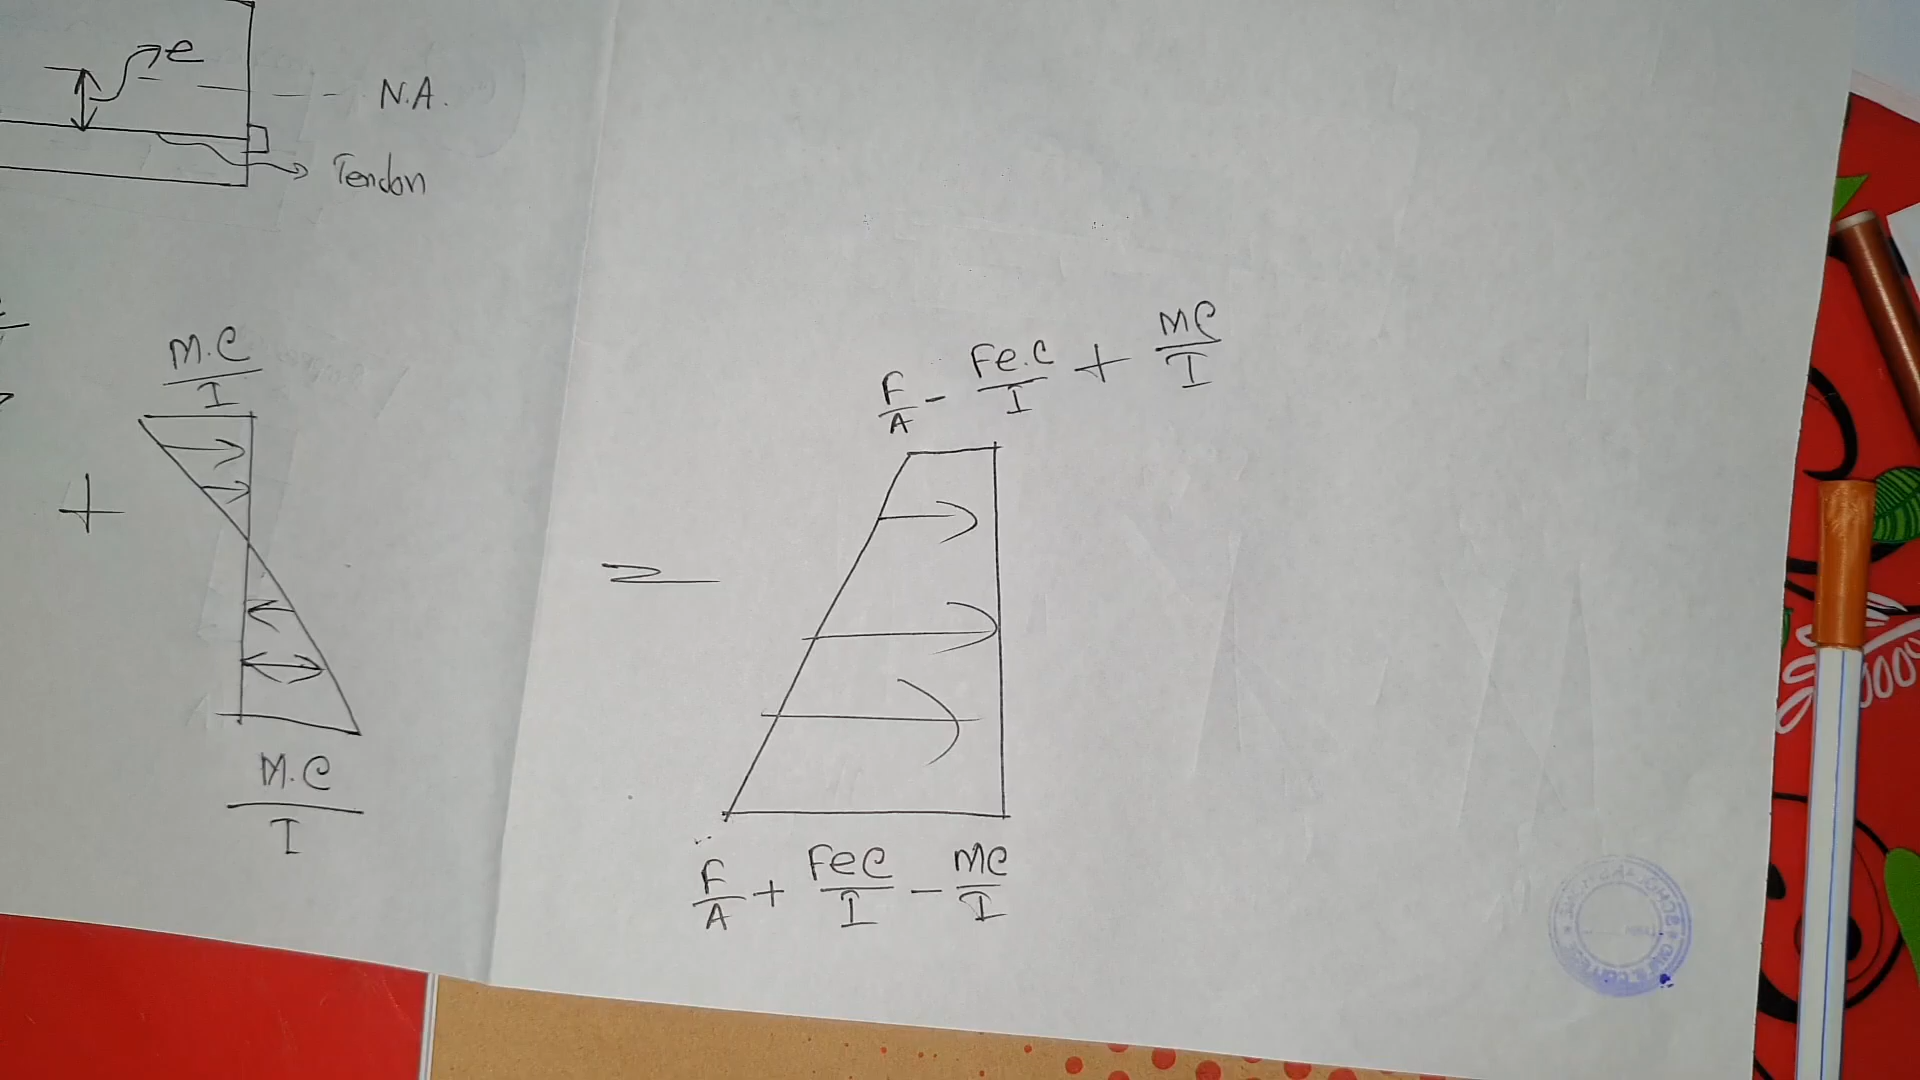 e
N.A.
Tendon
M.C
I
+
M.C
I
=
F/A - Fe.C/I + MC/I
F/A + FeC/I - MC/I